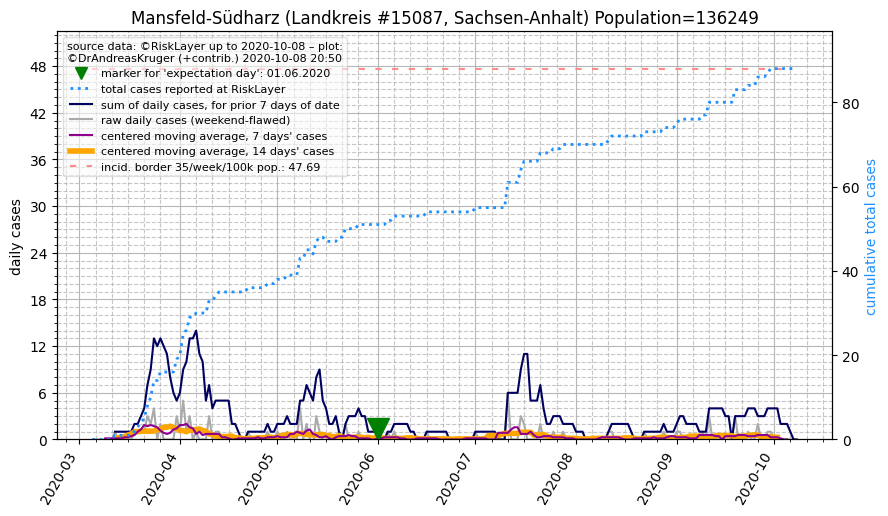 Mansfeld-Südharz (Landkreis #15087, Sachsen-Anhalt) Population=136249
source data: ©RiskLayer up to 2020-10-08 – plot:
©DrAndreasKruger (+contrib.) 2020-10-08 20:50
marker for 'expectation day': 01.06.2020
total cases reported at RiskLayer
sum of daily cases, for prior 7 days of date
raw daily cases (weekend-flawed)
centered moving average, 7 days' cases
centered moving average, 14 days' cases
incid. border 35/week/100k pop.: 47.69
daily cases
48
42
36
30
24
18
12
6
0
cumulative total cases
80
60
40
20
0
2020-03
2020-04
2020-05
2020-06
2020-07
2020-08
2020-09
2020-10